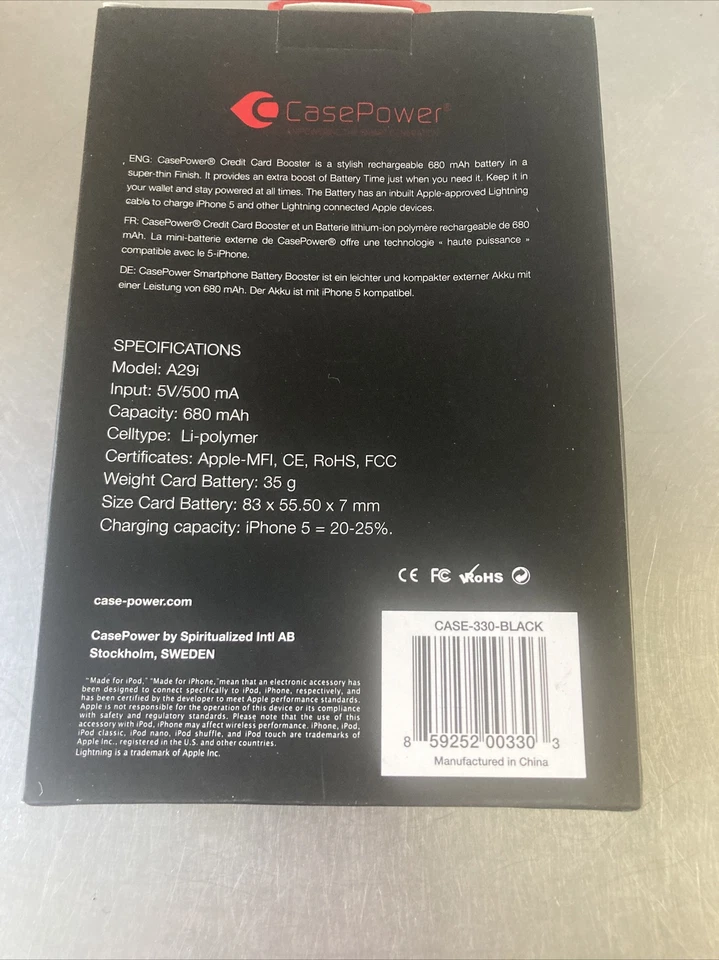 CasePower®
ENG: CasePower® Credit Card Booster is a stylish rechargeable 680 mAh battery in a
super-thin Finish. It provides an extra boost of Battery Time just when you need it. Keep it in
your wallet and stay powered at all times. The Battery has an inbuilt Apple-approved Lightning
cable to charge iPhone 5 and other Lightning connected Apple devices.
FR: CasePower® Credit Card Booster et un Batterie lithium-ion polymère rechargeable de 680
mAh. La mini-batterie externe de CasePower® offre une technologie « haute puissance »
compatible avec le 5-iPhone.
DE: CasePower Smartphone Battery Booster ist ein leichter und kompakter externer Akku mit
einer Leistung von 680 mAh. Der Akku ist mit iPhone 5 kompatibel.
SPECIFICATIONS
Model: A29i
Input: 5V/500 mA
Capacity: 680 mAh
Celltype: Li-polymer
Certificates: Apple-MFI, CE, RoHS, FCC
Weight Card Battery: 35 g
Size Card Battery: 83 x 55.50 x 7 mm
Charging capacity: iPhone 5 = 20-25%.
CE FC RoHS
case-power.com
CasePower by Spiritualized Intl AB
Stockholm, SWEDEN
"Made for iPod," "Made for iPhone,"mean that an electronic accessory has
been designed to connect specifically to iPod, iPhone, respectively, and
has been certified by the developer to meet Apple performance standards.
Apple is not responsible for the operation of this device or its compliance
with safety and regulatory standards. Please note that the use of this
accessory with iPod, iPhone may affect wireless performance. iPhone, iPod,
iPod classic, iPod nano, iPod shuffle, and iPod touch are trademarks of
Apple Inc., registered in the U.S. and other countries.
Lightning is a trademark of Apple Inc.
CASE-330-BLACK
8 59252 00330 3
Manufactured in China